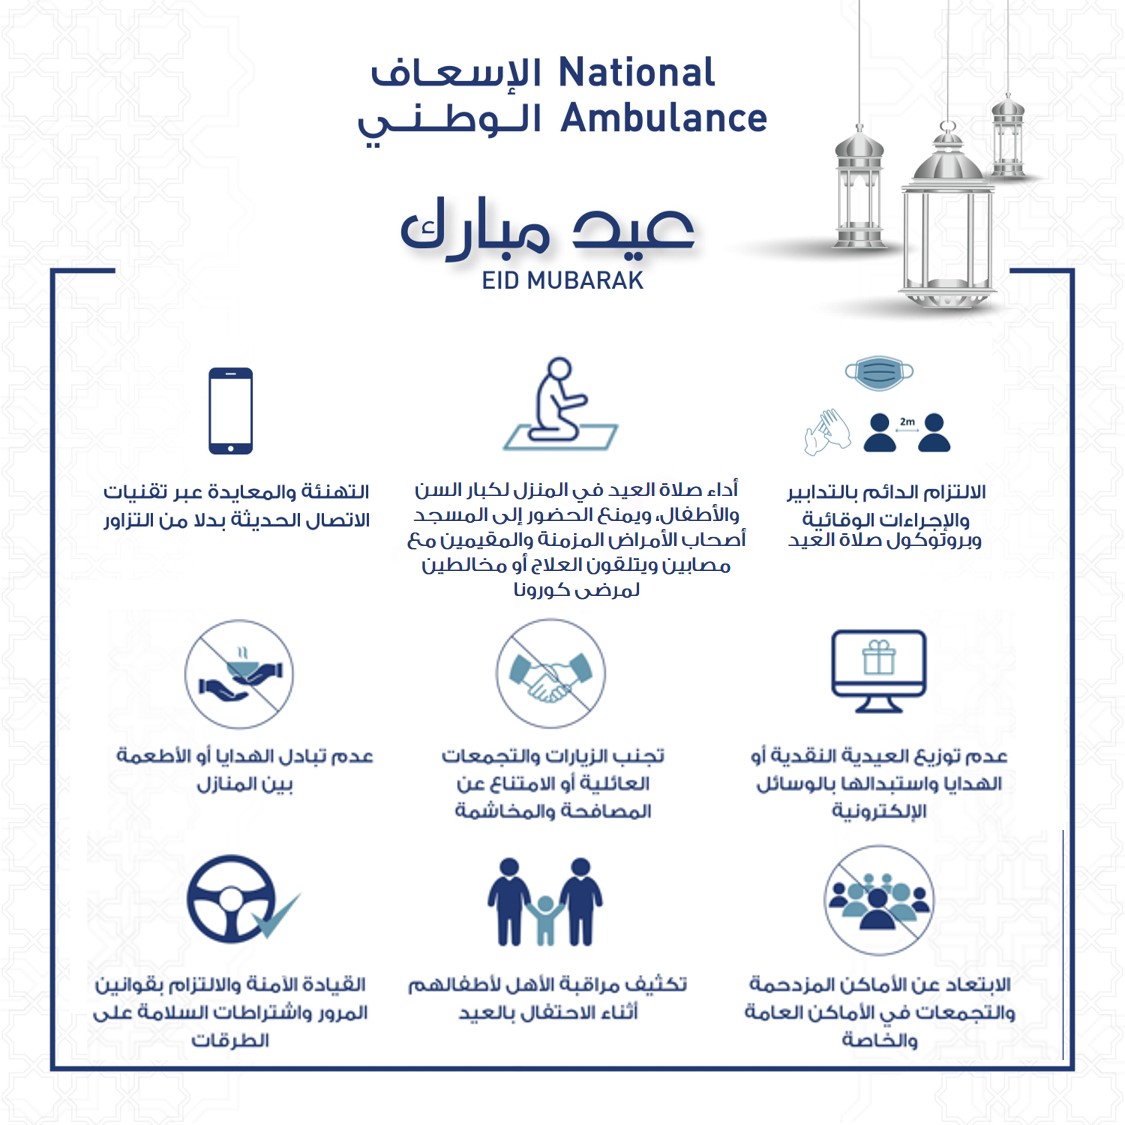 الإسعاف National
الوطني Ambulance
عيد مبارك
EID MUBARAK
2m
الالتزام الدائم بالتدابير
والإجراءات الوقائية
وبروتوكول صلاة العيد
أداء صلاة العيد في المنزل لكبار السن
والأطفال، ويمنع الحضور إلى المسجد
أصحاب الأمراض المزمنة والمقيمين مع
مصابين ويتلقون العلاج أو مخالطين
لمرضى كورونا
التهنئة والمعايدة عبر تقنيات
الاتصال الحديثة بدلا من التزاور
عدم توزيع العيدية النقدية أو
الهدايا واستبدالها بالوسائل
الإلكترونية
تجنب الزيارات والتجمعات
العائلية أو الامتناع عن
المصافحة والمخاشمة
عدم تبادل الهدايا أو الأطعمة
بين المنازل
الابتعاد عن الأماكن المزدحمة
والتجمعات في الأماكن العامة
والخاصة
تكثيف مراقبة الأهل لأطفالهم
أثناء الاحتفال بالعيد
القيادة الآمنة والالتزام بقوانين
المرور واشتراطات السلامة على
الطرقات